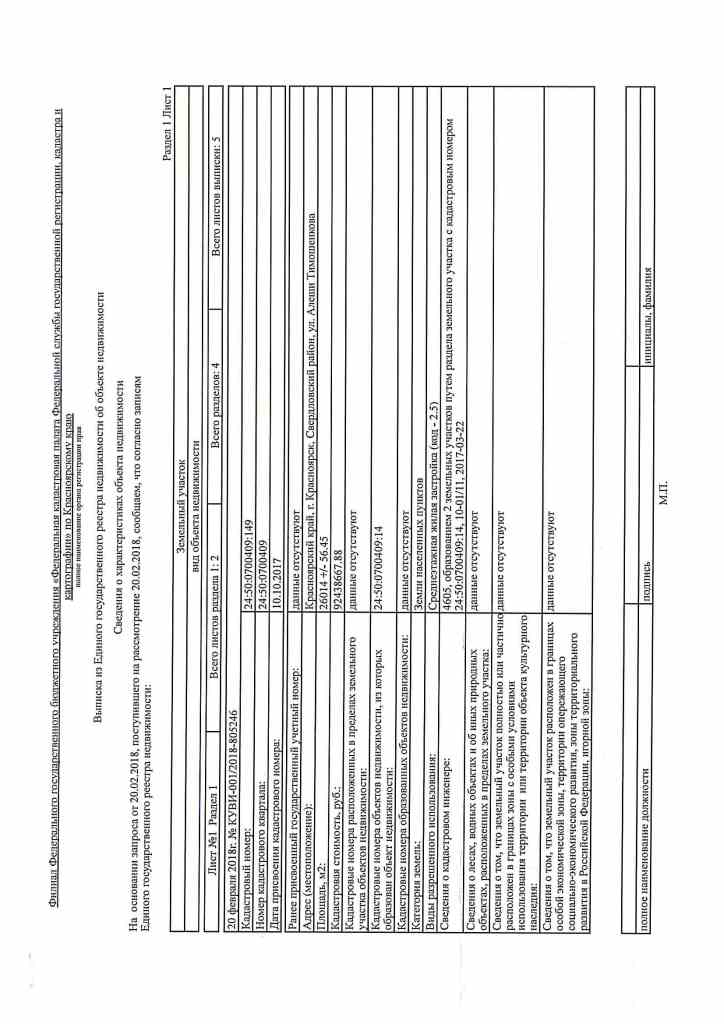 Филиал Федерального государственного бюджетного учреждения «Федеральная кадастровая палата Федеральной службы государственной регистрации, кадастра и
картографии» по Красноярскому краю
полное наименование органа регистрации прав
Выписка из Единого государственного реестра недвижимости об объекте недвижимости
Сведения о характеристиках объекта недвижимости
На основании запроса от 20.02.2018, поступившего на рассмотрение 20.02.2018, сообщаем, что согласно записям
Единого государственного реестра недвижимости:
Раздел 1 Лист 1
Земельный участок
вид объекта недвижимости
Лист №1 Раздел 1 Всего листов раздела 1: 2 Всего разделов: 4 Всего листов выписки: 5
20 февраля 2018г. № КУВИ-001/2018-805246
Кадастровый номер: 24:50:0700409:149
Номер кадастрового квартала: 24:50:0700409
Дата присвоения кадастрового номера: 10.10.2017
Ранее присвоенный государственный учетный номер: данные отсутствуют
Адрес (местоположение): Красноярский край, г. Красноярск, Свердловский район, ул. Алеши Тимошенкова
Площадь, м2: 26014 +/- 56.45
Кадастровая стоимость, руб.: 92438667.88
Кадастровые номера расположенных в пределах земельного данные отсутствуют
участка объектов недвижимости:
Кадастровые номера объектов недвижимости, из которых 24:50:0700409:14
образован объект недвижимости:
Кадастровые номера образованных объектов недвижимости: данные отсутствуют
Категория земель: Земли населенных пунктов
Виды разрешенного использования: Среднеэтажная жилая застройка (код - 2.5)
Сведения о кадастровом инженере: 4605, образованием 2 земельных участков путем раздела земельного участка с кадастровым номером
24:50:0700409:14, 10-01/11, 2017-03-22
Сведения о лесах, водных объектах и об иных природных данные отсутствуют
объектах, расположенных в пределах земельного участка:
Сведения о том, что земельный участок полностью или частично данные отсутствуют
расположен в границах зоны с особыми условиями
использования территории или территории объекта культурного
наследия:
Сведения о том, что земельный участок расположен в границах данные отсутствуют
особой экономической зоны, территории опережающего
социально-экономического развития, зоны территориального
развития в Российской Федерации, игорной зоны:
полное наименование должности подпись инициалы, фамилия
М.П.